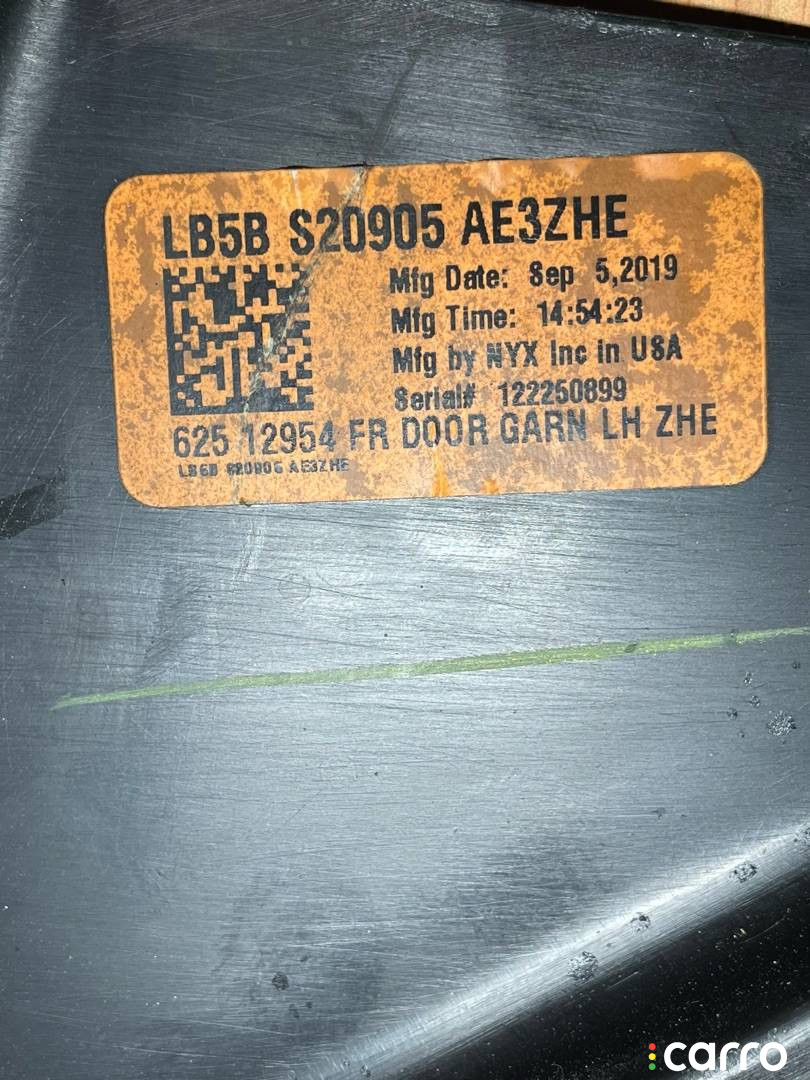 LB5B S20905 AE3ZHE
Mfg Date: Sep 5,2019
Mfg Time: 14:54:23
Mfg by NYX Inc in USA
Serial# 122250899
625 12954 FR DOOR GARN LH ZHE
LB5B S20905 AE3ZHE
carro